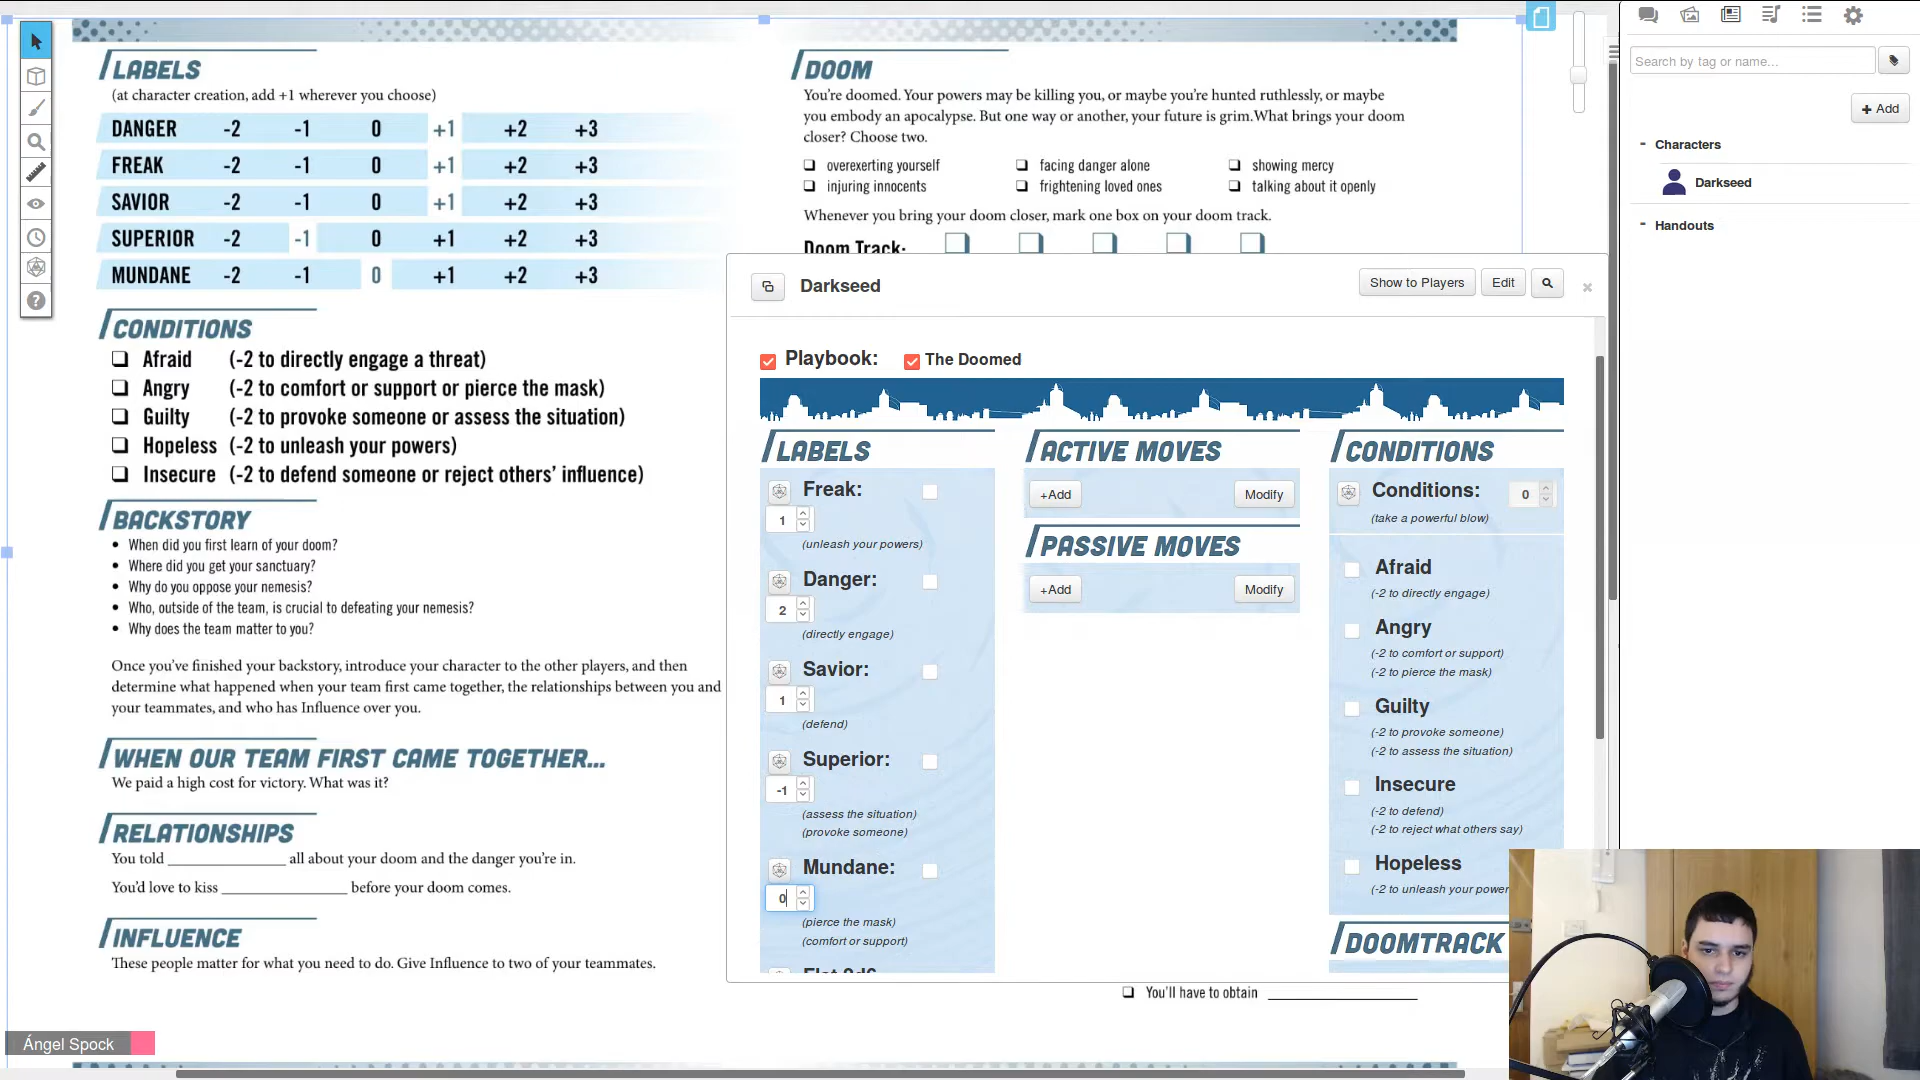 LABELS
(at character creation, add +1 wherever you choose)
DANGER -2 -1 0 +1 +2 +3
FREAK -2 -1 0 +1 +2 +3
SAVIOR -2 -1 0 +1 +2 +3
SUPERIOR -2 -1 0 +1 +2 +3
MUNDANE -2 -1 0 +1 +2 +3
CONDITIONS
Afraid (-2 to directly engage a threat)
Angry (-2 to comfort or support or pierce the mask)
Guilty (-2 to provoke someone or assess the situation)
Hopeless (-2 to unleash your powers)
Insecure (-2 to defend someone or reject others' influence)
BACKSTORY
• When did you first learn of your doom?
• Where did you get your sanctuary?
• Why do you oppose your nemesis?
• Who, outside of the team, is crucial to defeating your nemesis?
• Why does the team matter to you?
Once you've finished your backstory, introduce your character to the other players, and then
determine what happened when your team first came together, the relationships between you and
your teammates, and who has Influence over you.
WHEN OUR TEAM FIRST CAME TOGETHER...
We paid a high cost for victory. What was it?
RELATIONSHIPS
You told ________________ all about your doom and the danger you're in.
You'd love to kiss ________________ before your doom comes.
INFLUENCE
These people matter for what you need to do. Give Influence to two of your teammates.
Ángel Spock
DOOM
You're doomed. Your powers may be killing you, or maybe you're hunted ruthlessly, or maybe
you embody an apocalypse. But one way or another, your future is grim.What brings your doom
closer? Choose two.
overexerting yourself facing danger alone showing mercy
injuring innocents frightening loved ones talking about it openly
Whenever you bring your doom closer, mark one box on your doom track.
Doom Track:
Darkseed
Show to Players
Edit
Playbook: The Doomed
LABELS
Freak:
1
(unleash your powers)
Danger:
2
(directly engage)
Savior:
1
(defend)
Superior:
-1
(assess the situation)
(provoke someone)
Mundane:
0
(pierce the mask)
(comfort or support)
Flat 2d6
ACTIVE MOVES
+Add Modify
PASSIVE MOVES
+Add Modify
CONDITIONS
Conditions: 0
(take a powerful blow)
Afraid
(-2 to directly engage)
Angry
(-2 to comfort or support)
(-2 to pierce the mask)
Guilty
(-2 to provoke someone)
(-2 to assess the situation)
Insecure
(-2 to defend)
(-2 to reject what others say)
Hopeless
(-2 to unleash your power
DOOMTRACK
You'll have to obtain ________________
Search by tag or name...
+ Add
- Characters
Darkseed
- Handouts